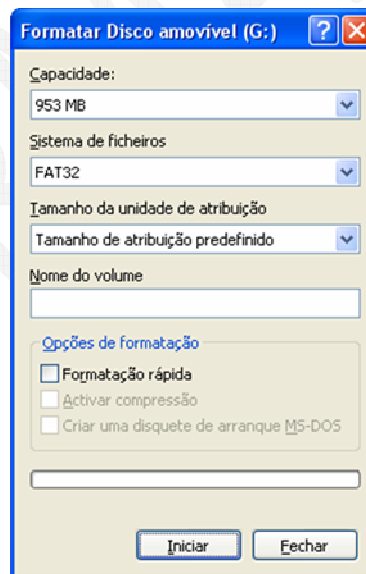 Formatar Disco amovível (G:)
Capacidade:
953 MB
Sistema de ficheiros
FAT32
Tamanho da unidade de atribuição
Tamanho de atribuição predefinido
Nome do volume
Opções de formatação
Formatação rápida
Activar compressão
Criar uma disquete de arranque MS-DOS
Iniciar
Fechar